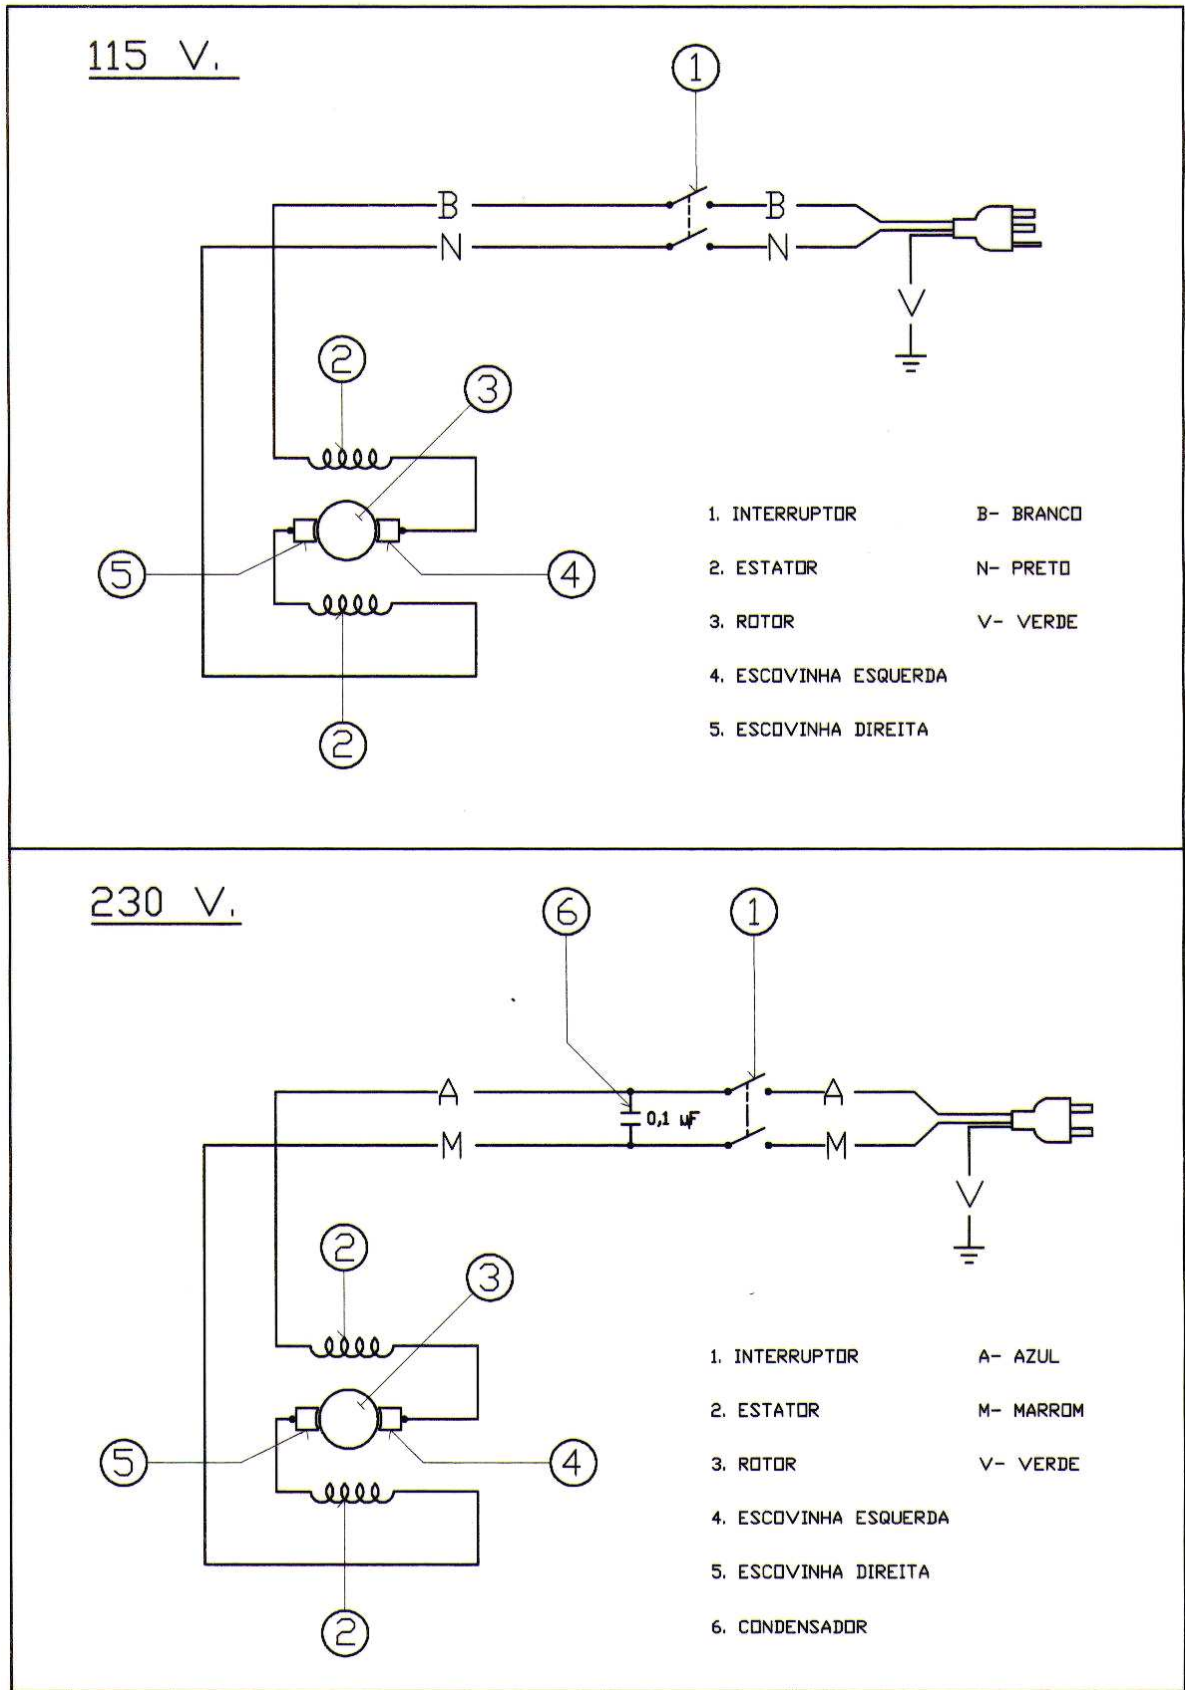 115 V.
1
B
B
N
N
V
2
3
5
4
2
1. INTERRUPTOR
B- BRANCO
2. ESTATOR
N- PRETO
3. ROTOR
V- VERDE
4. ESCOVINHA ESQUERDA
5. ESCOVINHA DIREITA
230 V.
6
1
A
A
0,1 µF
M
M
V
2
3
5
4
2
1. INTERRUPTOR
A- AZUL
2. ESTATOR
M- MARROM
3. ROTOR
V- VERDE
4. ESCOVINHA ESQUERDA
5. ESCOVINHA DIREITA
6. CONDENSADOR